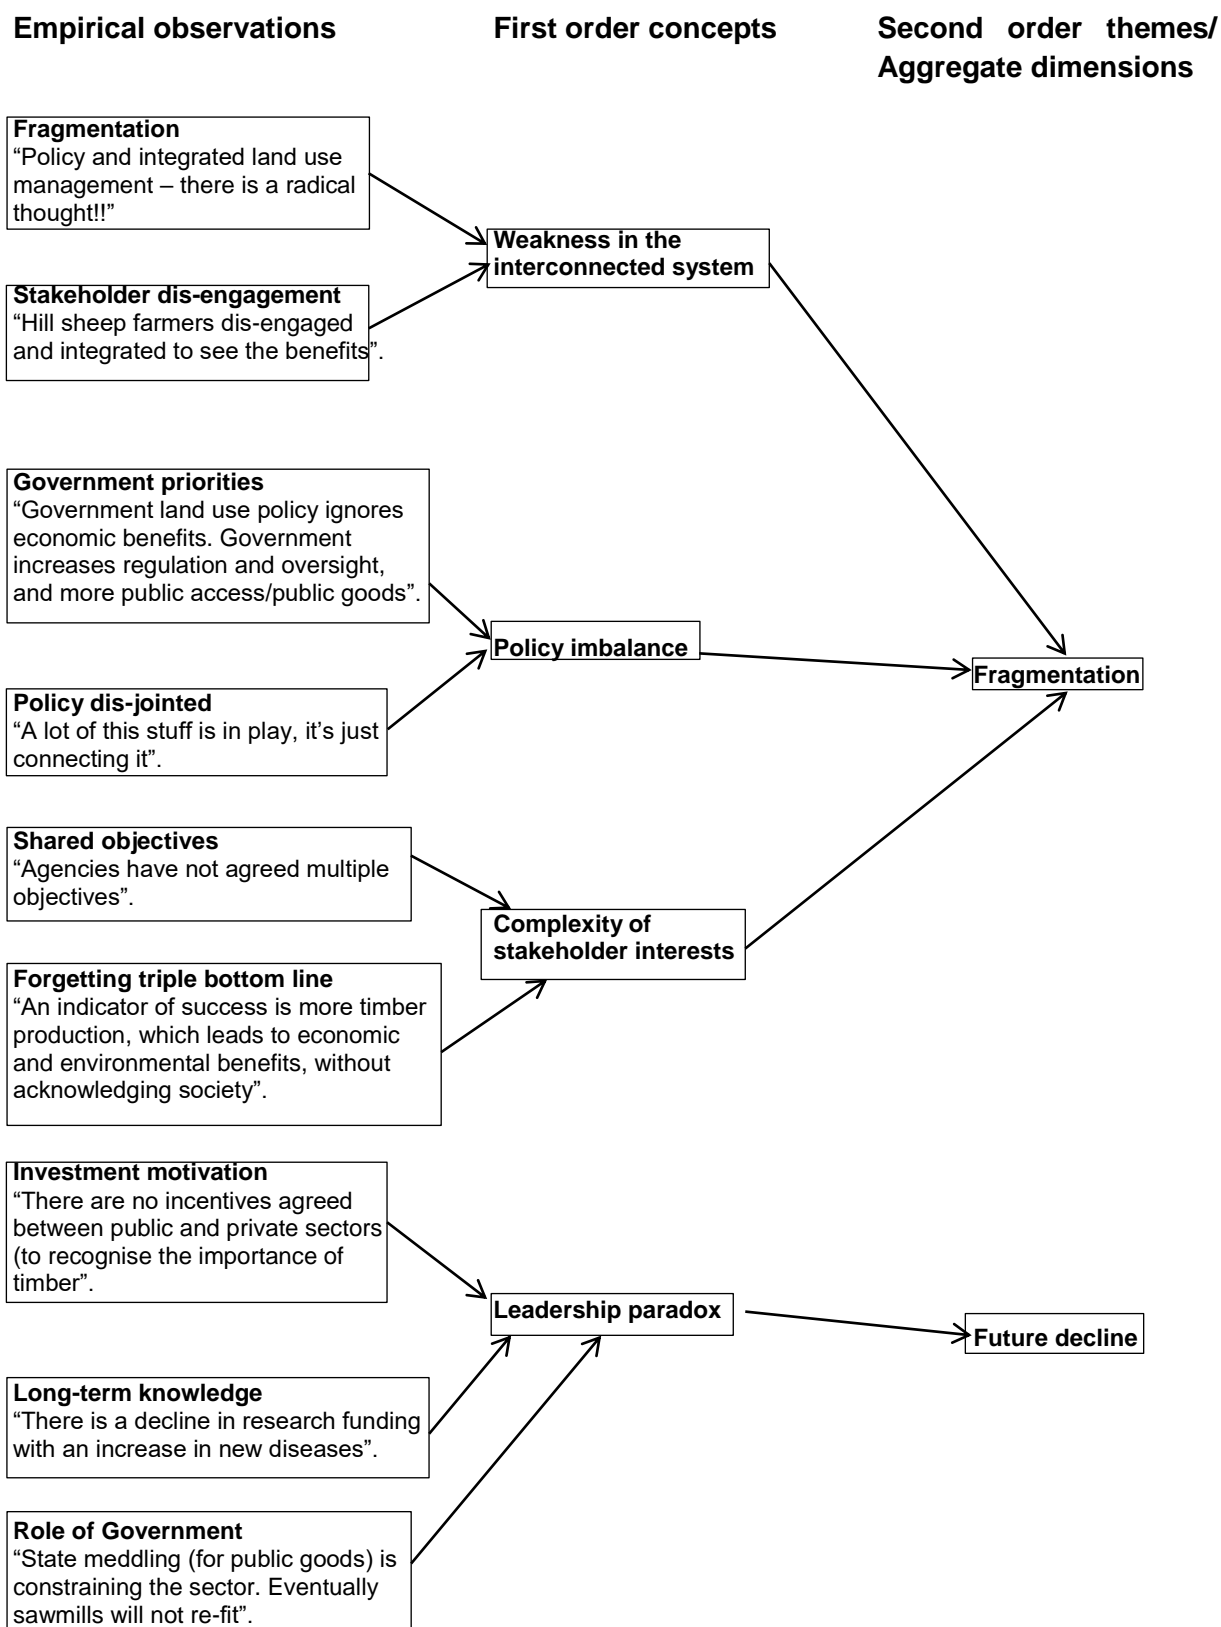 Empirical observations
First order concepts
Second order themes/
Aggregate dimensions
Fragmentation
“Policy and integrated land use
management – there is a radical
thought!!”
Weakness in the
interconnected system
Stakeholder dis-engagement
“Hill sheep farmers dis-engaged
and integrated to see the benefits”.
Government priorities
“Government land use policy ignores
economic benefits. Government
increases regulation and oversight,
and more public access/public goods”.
Policy imbalance
Fragmentation
Policy dis-jointed
“A lot of this stuff is in play, it’s just
connecting it”.
Shared objectives
“Agencies have not agreed multiple
objectives”.
Complexity of
stakeholder interests
Forgetting triple bottom line
“An indicator of success is more timber
production, which leads to economic
and environmental benefits, without
acknowledging society”.
Investment motivation
“There are no incentives agreed
between public and private sectors
(to recognise the importance of
timber”.
Leadership paradox
Future decline
Long-term knowledge
“There is a decline in research funding
with an increase in new diseases”.
Role of Government
“State meddling (for public goods) is
constraining the sector. Eventually
sawmills will not re-fit”.